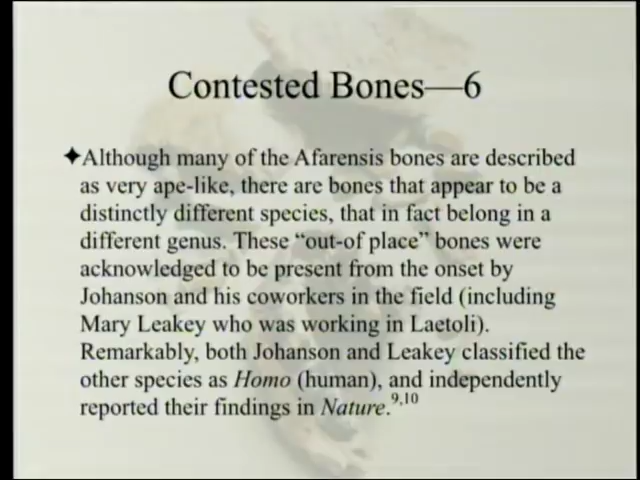 Contested Bones—6
✦Although many of the Afarensis bones are described
as very ape-like, there are bones that appear to be a
distinctly different species, that in fact belong in a
different genus. These “out-of place” bones were
acknowledged to be present from the onset by
Johanson and his coworkers in the field (including
Mary Leakey who was working in Laetoli).
Remarkably, both Johanson and Leakey classified the
other species as Homo (human), and independently
reported their findings in Nature.9,10